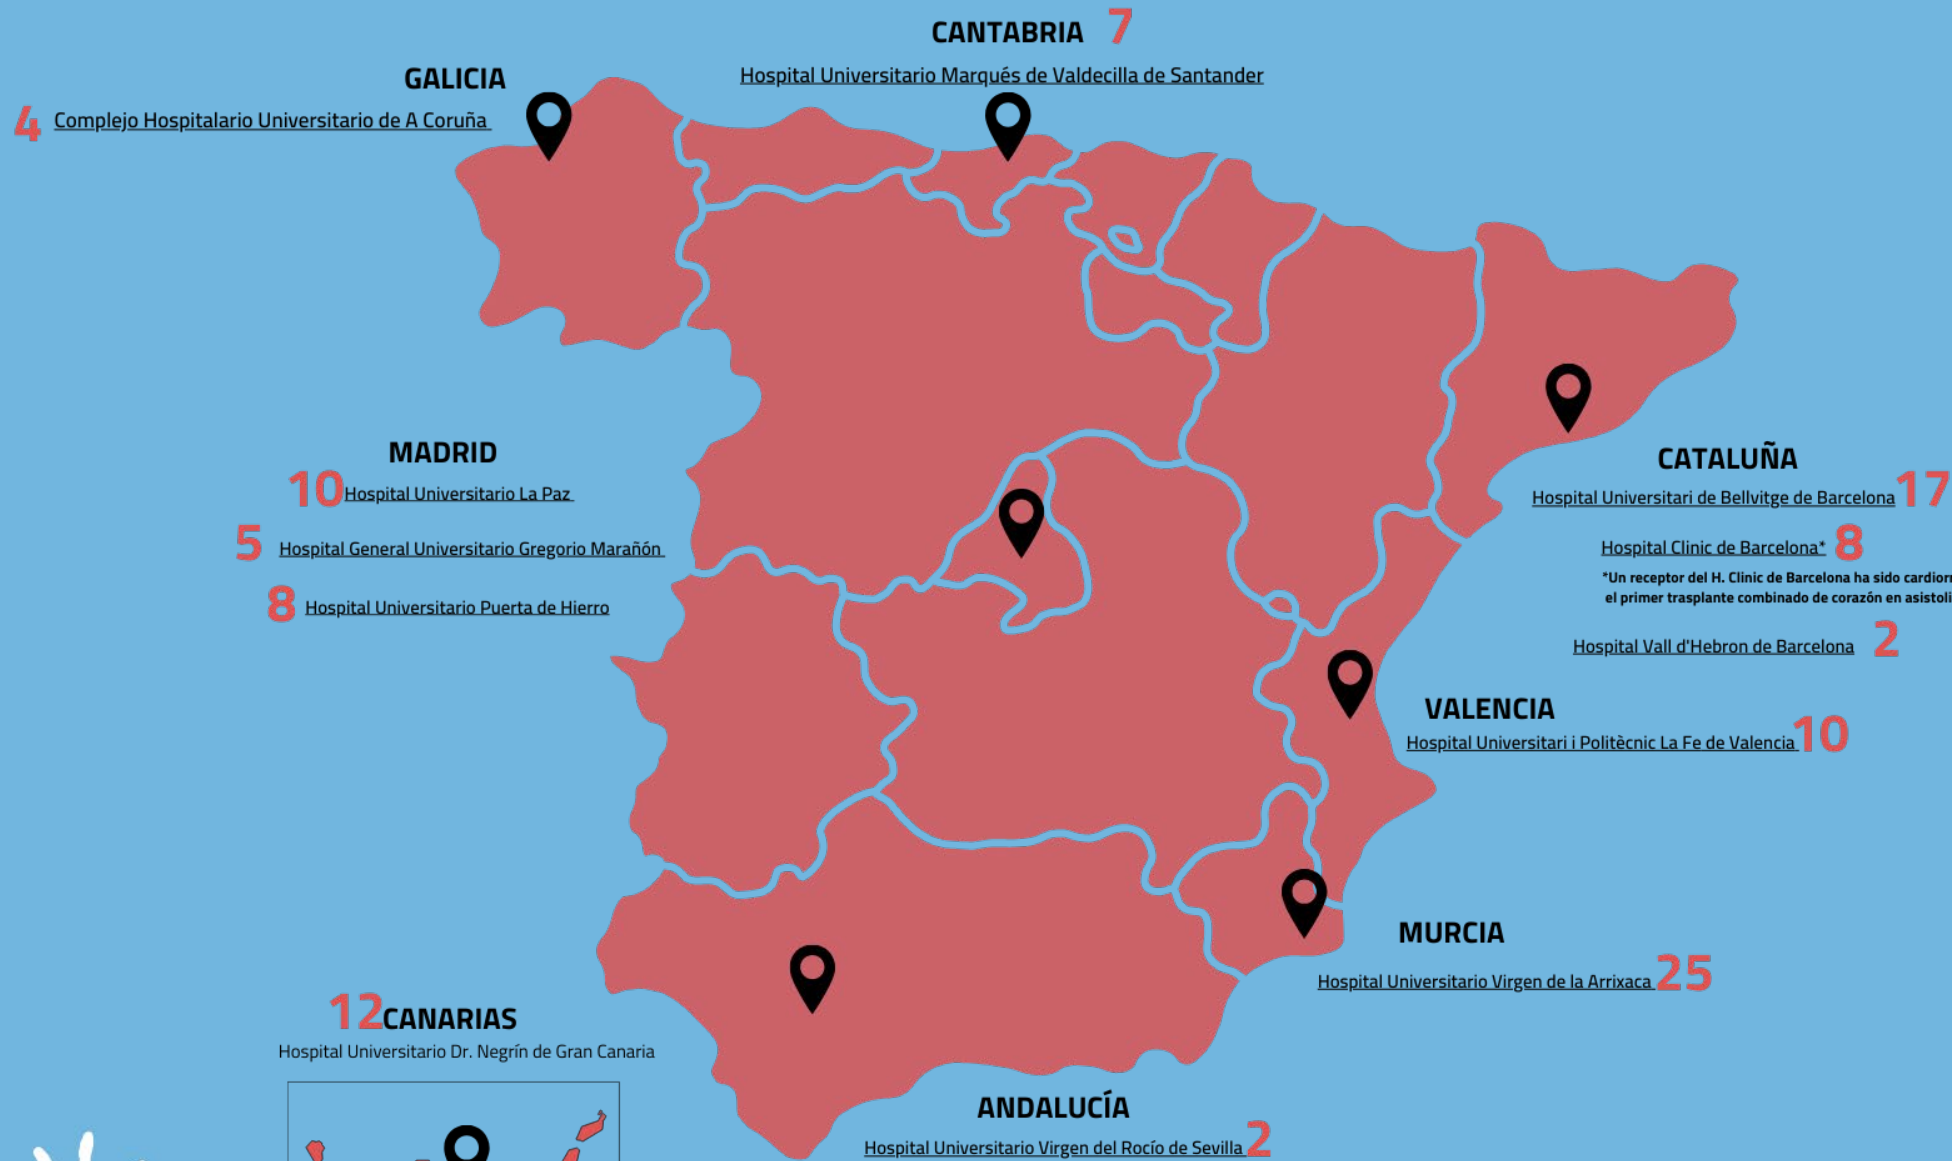 CANTABRIA 7
Hospital Universitario Marqués de Valdecilla de Santander
GALICIA
4 Complejo Hospitalario Universitario de A Coruña
MADRID
10 Hospital Universitario La Paz
5 Hospital General Universitario Gregorio Marañón
8 Hospital Universitario Puerta de Hierro
CATALUÑA
Hospital Universitari de Bellvitge de Barcelona 17
Hospital Clinic de Barcelona* 8
*Un receptor del H. Clinic de Barcelona ha sido
el primer trasplante combinado de corazón en
Hospital Vall d'Hebron de Barcelona 2
VALENCIA
Hospital Universitari i Politècnic La Fe de Valencia 10
MURCIA
Hospital Universitario Virgen de la Arrixaca 25
12 CANARIAS
Hospital Universitario Dr. Negrín de Gran Canaria
ANDALUCÍA
Hospital Universitario Virgen del Rocío de Sevilla 2